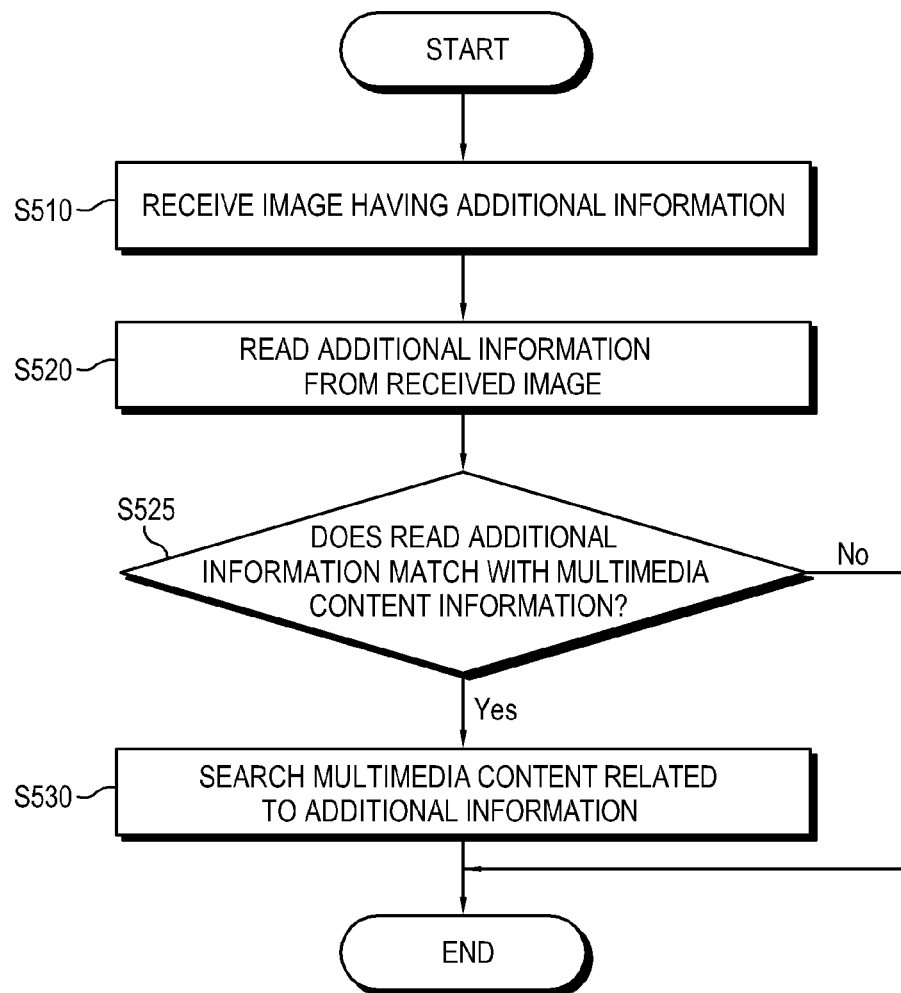 START
S510
RECEIVE IMAGE HAVING ADDITIONAL INFORMATION
S520
READ ADDITIONAL INFORMATION
FROM RECEIVED IMAGE
S525
DOES READ ADDITIONAL
INFORMATION MATCH WITH MULTIMEDIA
CONTENT INFORMATION?
No
Yes
S530
SEARCH MULTIMEDIA CONTENT RELATED
TO ADDITIONAL INFORMATION
END